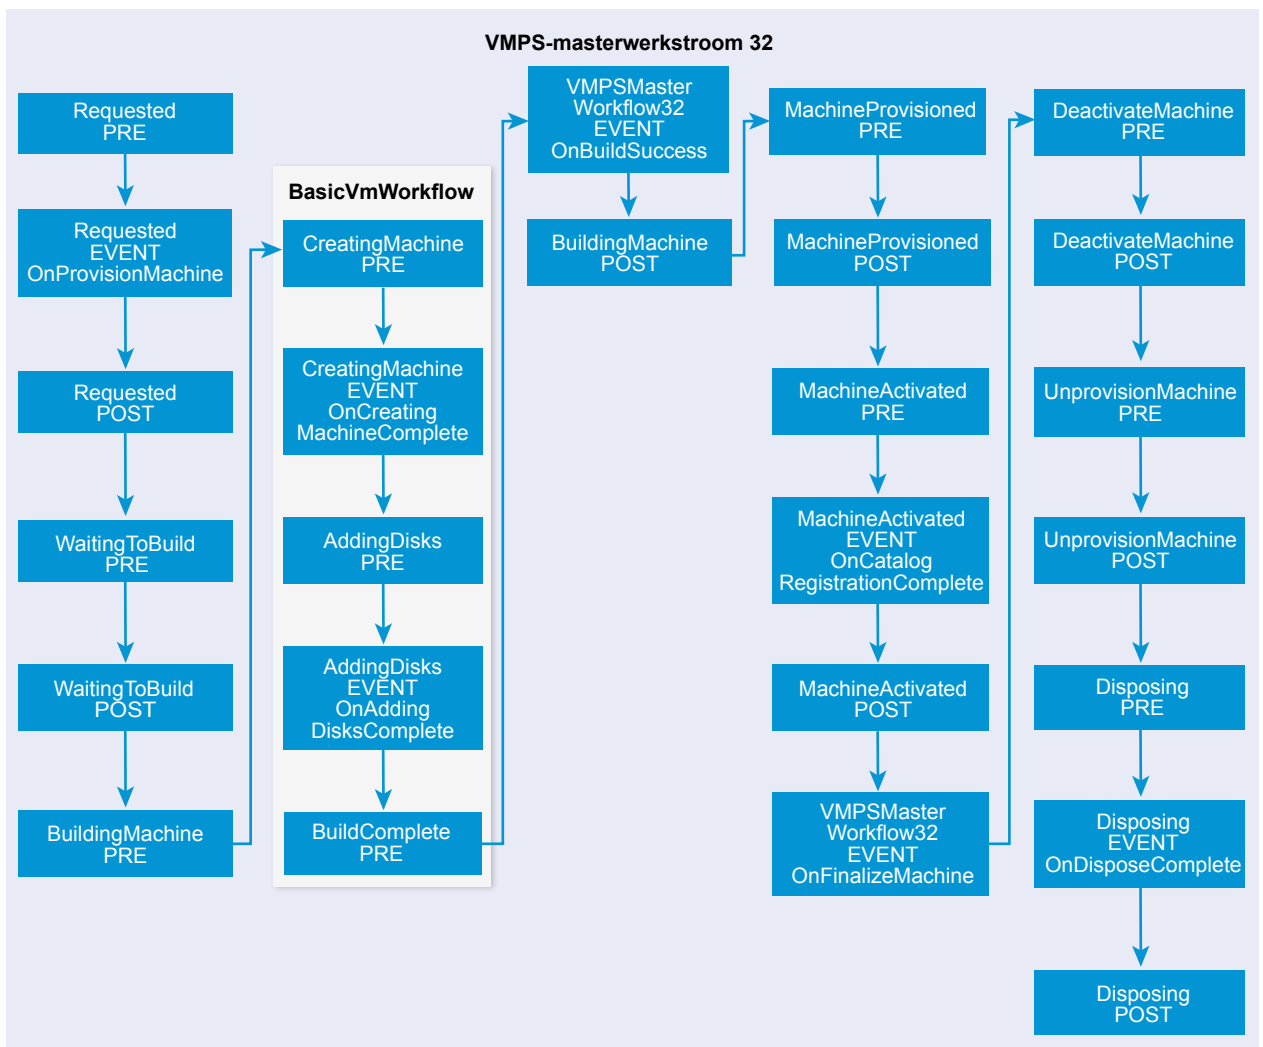 VMPS-masterwerkstroom 32
Requested
PRE
Requested
EVENT
OnProvisionMachine
Requested
POST
WaitingToBuild
PRE
WaitingToBuild
POST
BuildingMachine
PRE
BasicVmWorkflow
CreatingMachine
PRE
CreatingMachine
EVENT
OnCreating
MachineComplete
AddingDisks
PRE
AddingDisks
EVENT
OnAdding
DisksComplete
BuildComplete
PRE
VMPSMaster
Workflow32
EVENT
OnBuildSuccess
BuildingMachine
POST
MachineProvisioned
PRE
MachineProvisioned
POST
MachineActivated
PRE
MachineActivated
EVENT
OnCatalog
RegistrationComplete
MachineActivated
POST
VMPSMaster
Workflow32
EVENT
OnFinalizeMachine
DeactivateMachine
PRE
DeactivateMachine
POST
UnprovisionMachine
PRE
UnprovisionMachine
POST
Disposing
PRE
Disposing
EVENT
OnDisposeComplete
Disposing
POST